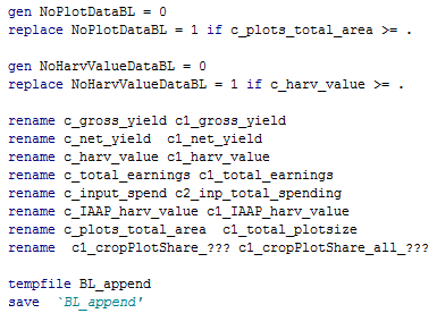 gen NoPlotDataBL = 0
replace NoPlotDataBL = 1 if c_plots_total_area >= .
gen NoHarvValueDataBL = 0
replace NoHarvValueDataBL = 1 if c_harv_value >= .
rename c_gross_yield c1_gross_yield
rename c_net_yield  c1_net_yield
rename c_harv_value c1_harv_value
rename c_total_earnings c1_total_earnings
rename c_input_spend c2_inp_total_spending
rename c_IAAP_harv_value c1_IAAP_harv_value
rename c_plots_total_area  c1_total_plotsize
rename  c1_cropPlotShare_??? c1_cropPlotShare_all_???
tempfile BL_append
save  `BL_append'